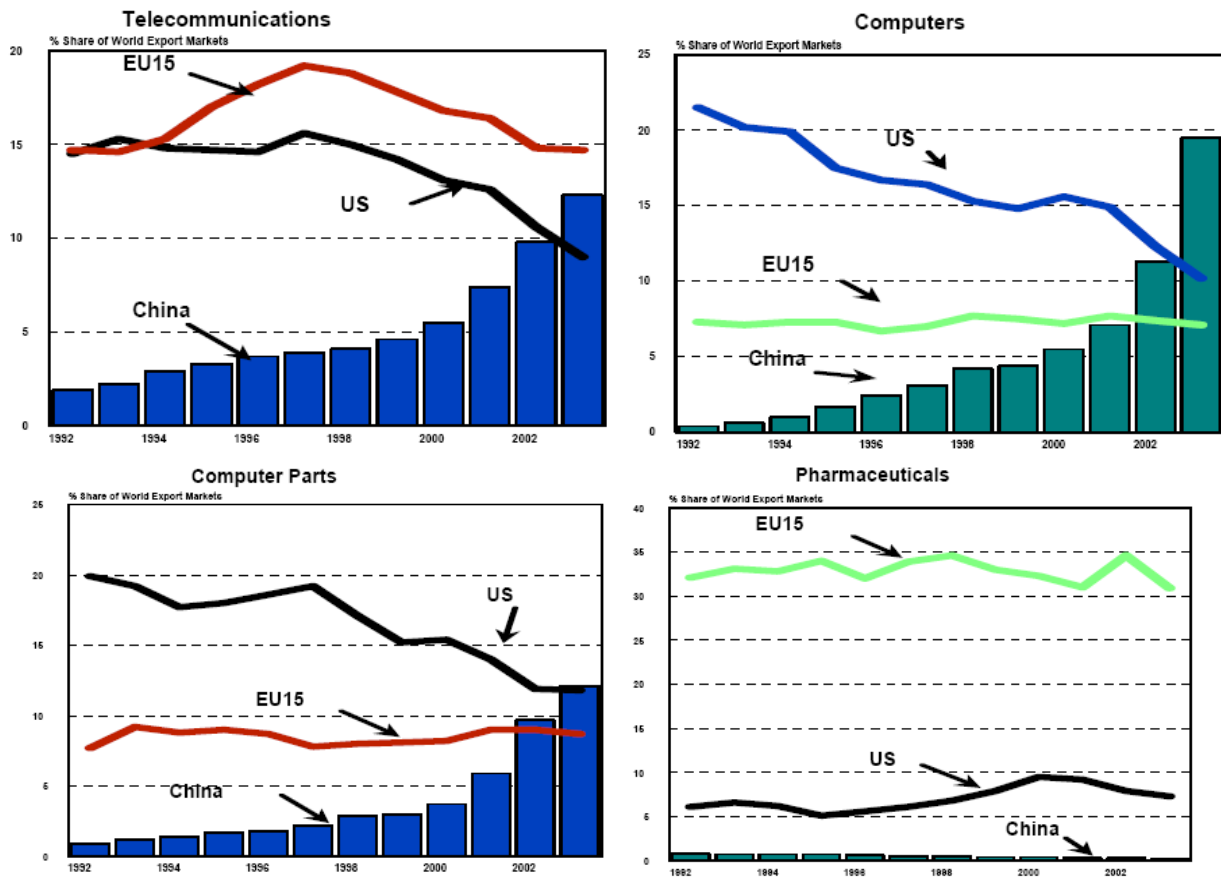 Telecommunications
% Share of World Export Markets
20
EU15
15
US
10
China
5
0
1992 1994 1996 1998 2000 2002
Computers
% Share of World Export Markets
25
20
US
15
EU15
10
China
5
0
1992 1994 1996 1998 2000 2002
Computer Parts
% Share of World Export Markets
25
20
US
15
EU15
10
China
5
0
1992 1994 1996 1998 2000 2002
Pharmaceuticals
% Share of World Export Markets
40
EU15
35
30
25
20
15
US
10
5
China
0
1992 1994 1996 1998 2000 2002